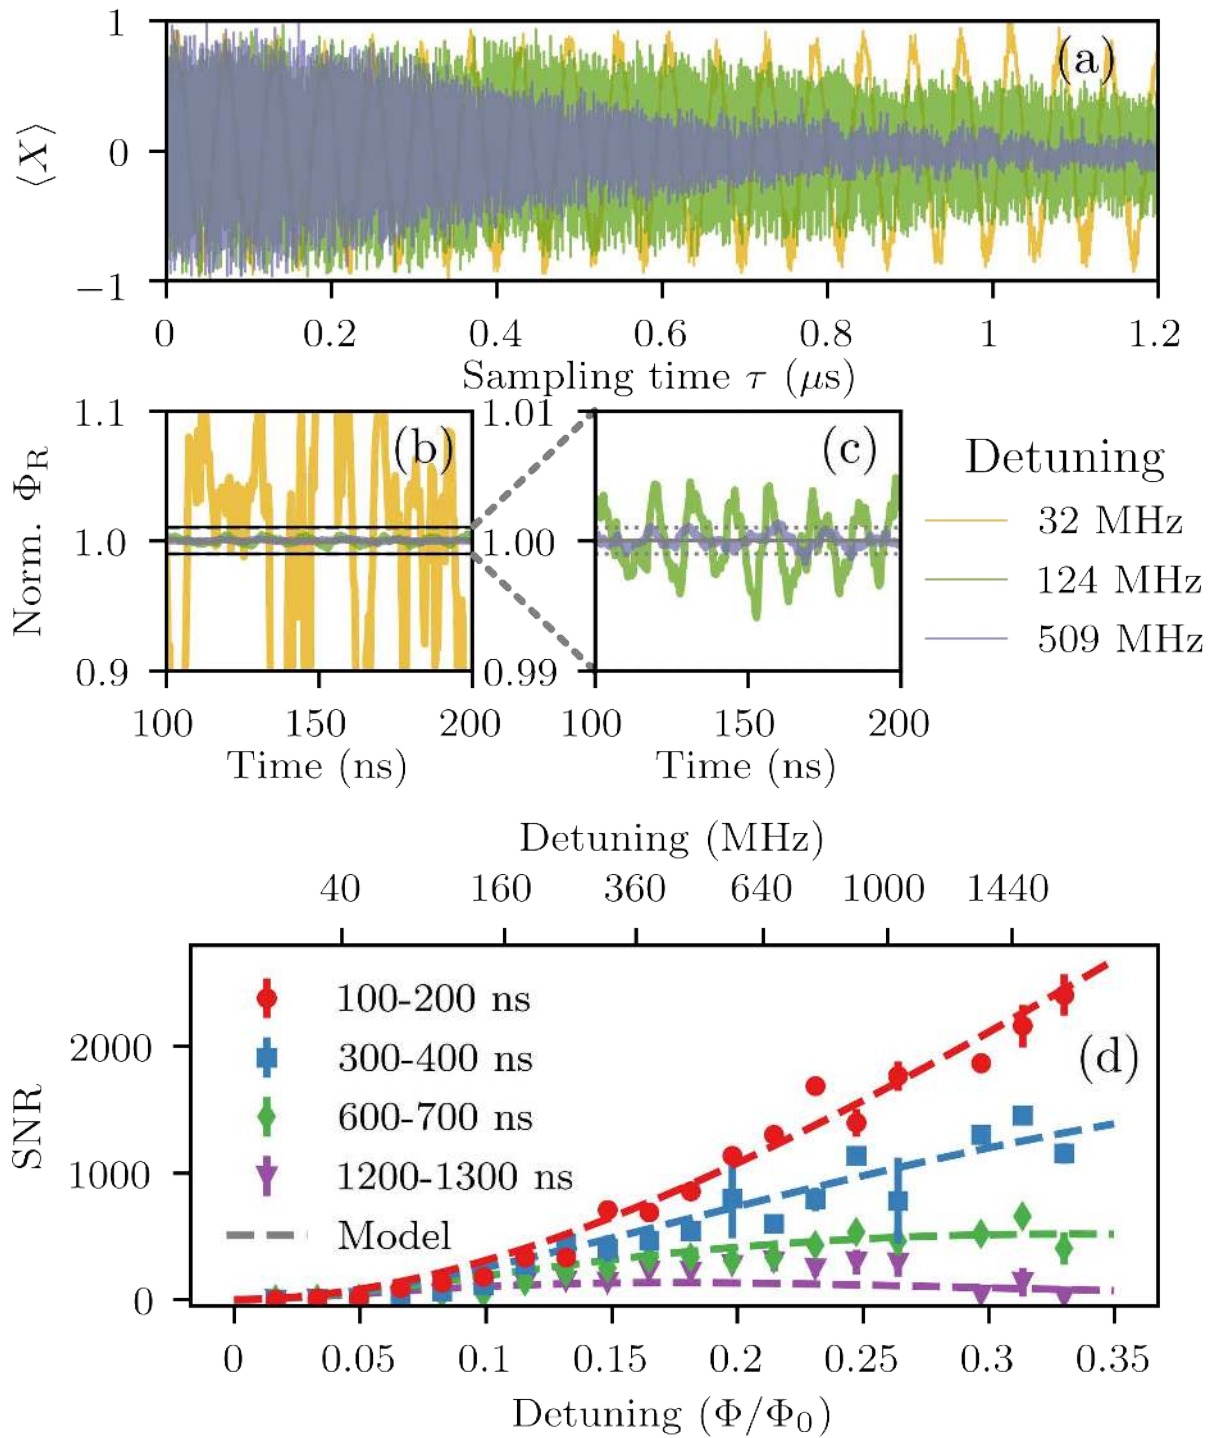 1
0
−1
⟨X⟩
(a)
0 0.2 0.4 0.6 0.8 1 1.2
Sampling time τ (μs)
1.1
1.0
0.9
Norm. Φ_R
(b)
100 150 200
Time (ns)
1.01
1.00
0.99
(c)
100 150 200
Time (ns)
Detuning
32 MHz
124 MHz
509 MHz
Detuning (MHz)
40 160 360 640 1000 1440
2000
1000
0
SNR
100-200 ns
300-400 ns
600-700 ns
1200-1300 ns
Model
(d)
0 0.05 0.1 0.15 0.2 0.25 0.3 0.35
Detuning (Φ/Φ₀)